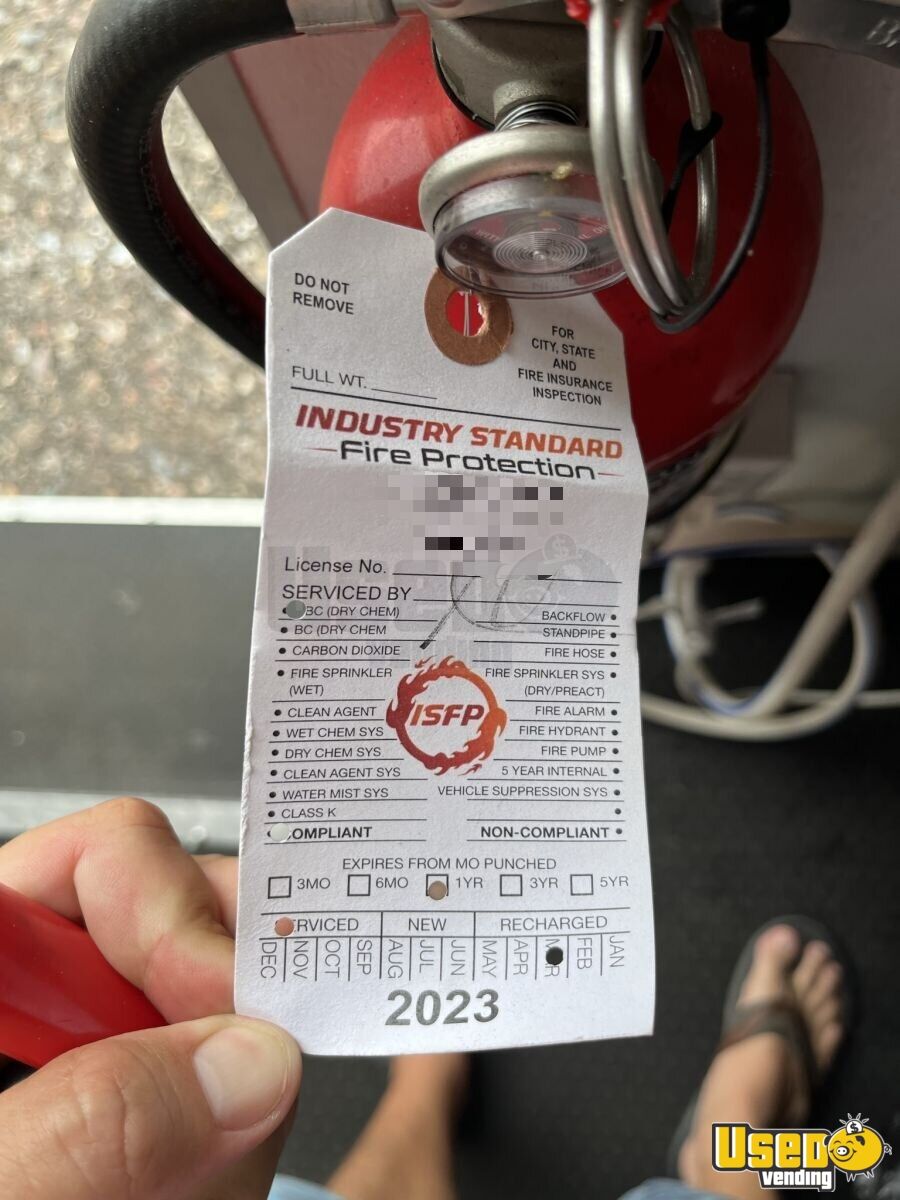 DO NOT
REMOVE
FOR
CITY, STATE
AND
FIRE INSURANCE
INSPECTION
FULL WT.
INDUSTRY STANDARD
Fire Protection
License No.
SERVICED BY
BC (DRY CHEM)
BACKFLOW
BC (DRY CHEM
STANDPIPE
CARBON DIOXIDE
FIRE HOSE
FIRE SPRINKLER
(WET)
FIRE SPRINKLER SYS
(DRY/PREACT)
CLEAN AGENT
FIRE ALARM
ISFP
WET CHEM SYS
FIRE HYDRANT
DRY CHEM SYS
FIRE PUMP
CLEAN AGENT SYS
5 YEAR INTERNAL
WATER MIST SYS
VEHICLE SUPPRESSION SYS
CLASS K
OMPLIANT
NON-COMPLIANT
EXPIRES FROM MO PUNCHED
3MO 6MO 1YR 3YR 5YR
ERVICED NEW RECHARGED
DEC NOV OCT SEP AUG JUL JUN MAY APR MAR FEB JAN
2023
USED
vending